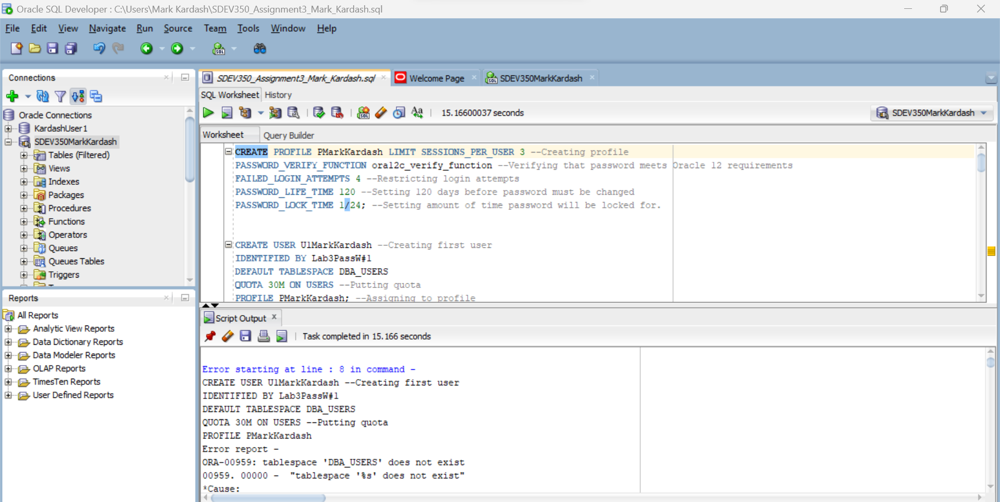 Oracle SQL Developer : C:\Users\Mark Kardash\SDEV350_Assignment3_Mark_Kardash.sql
File Edit View Navigate Run Source Team Tools Window Help
Connections
Oracle Connections
KardashUser1
SDEV350MarkKardash
Tables (Filtered)
Views
Indexes
Packages
Procedures
Functions
Operators
Queues
Queues Tables
Triggers
Reports
All Reports
Analytic View Reports
Data Dictionary Reports
Data Modeler Reports
OLAP Reports
TimesTen Reports
User Defined Reports
SDEV350_Assignment3_Mark_Kardash.sql Welcome Page SDEV350MarkKardash
SQL Worksheet History
15.16600037 seconds SDEV350MarkKardash
Worksheet Query Builder
CREATE PROFILE PMarkKardash LIMIT SESSIONS_PER_USER 3 --Creating profile
PASSWORD_VERIFY_FUNCTION ora12c_verify_function --Verifying that password meets Oracle 12 requirements
FAILED_LOGIN_ATTEMPTS 4 --Restricting login attempts
PASSWORD_LIFE_TIME 120 --Setting 120 days before password must be changed
PASSWORD_LOCK_TIME 1/24; --Setting amount of time password will be locked for.
CREATE USER U1MarkKardash --Creating first user
IDENTIFIED BY Lab3PassW#1
DEFAULT TABLESPACE DBA_USERS
QUOTA 30M ON USERS --Putting quota
PROFILE PMarkKardash; --Assigning to profile
Script Output
Task completed in 15.166 seconds
Error starting at line : 8 in command -
CREATE USER U1MarkKardash --Creating first user
IDENTIFIED BY Lab3PassW#1
DEFAULT TABLESPACE DBA_USERS
QUOTA 30M ON USERS --Putting quota
PROFILE PMarkKardash
Error report -
ORA-00959: tablespace 'DBA_USERS' does not exist
00959. 00000 - "tablespace '%s' does not exist"
*Cause: